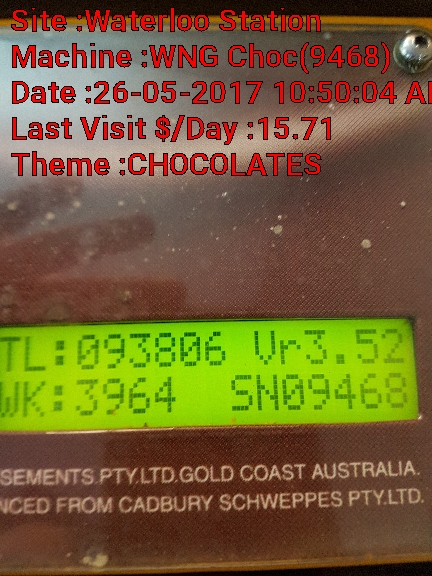 Site :Waterloo Station
Machine :WNG Choc(9468)
Date :26-05-2017 10:50:04 A
Last Visit $/Day :15.71
Theme :CHOCOLATES
TL:093806 Vr3.52
WK:3964 SN09468
SEMENTS PTY.LTD.GOLD COAST AUSTRALIA.
NCED FROM CADBURY SCHWEPPES PTY.LTD.